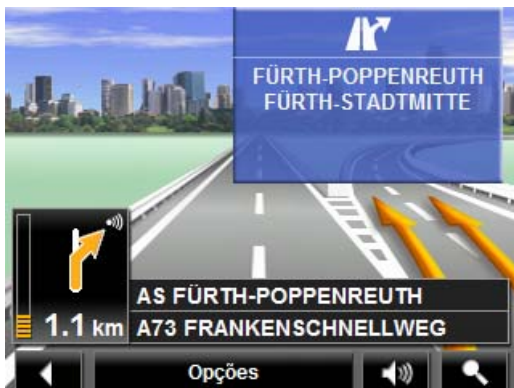 FÜRTH-POPPENREUTH
FÜRTH-STADTMITTE
AS FÜRTH-POPPENREUTH
1.1 km
A73 FRANKENSCHNELLWEG
Opções